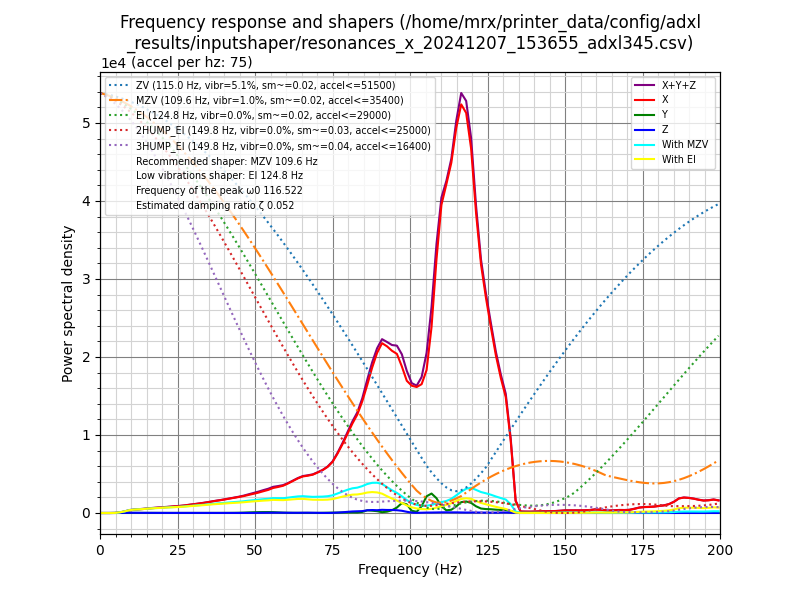 Frequency response and shapers (/home/mrx/printer_data/config/adxl
_results/inputshaper/resonances_x_20241207_153655_adxl345.csv)
1e4 (accel per hz: 75)
ZV (115.0 Hz, vibr=5.1%, sm~=0.02, accel<=51500)
MZV (109.6 Hz, vibr=1.0%, sm~=0.02, accel<=35400)
EI (124.8 Hz, vibr=0.0%, sm~=0.02, accel<=29000)
2HUMP_EI (149.8 Hz, vibr=0.0%, sm~=0.03, accel<=25000)
3HUMP_EI (149.8 Hz, vibr=0.0%, sm~=0.04, accel<=16400)
Recommended shaper: MZV 109.6 Hz
Low vibrations shaper: EI 124.8 Hz
Frequency of the peak ω0 116.522
Estimated damping ratio ζ 0.052
X+Y+Z
X
Y
Z
With MZV
With EI
Power spectral density
5
4
3
2
1
0
0 25 50 75 100 125 150 175 200
Frequency (Hz)